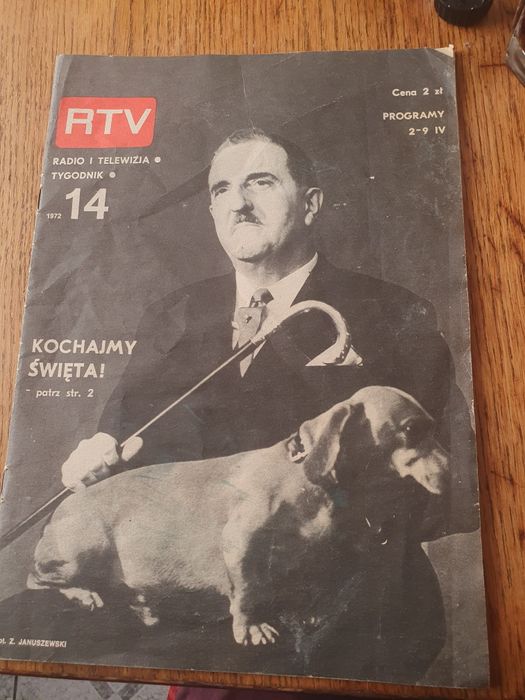 RTV
RADIO I TELEWIZJA •
TYGODNIK •
1972 14
Cena 2 zł
PROGRAMY
2-9 IV
KOCHAJMY
ŚWIĘTA!
- patrz str. 2
Z. JANUSZEWSKI